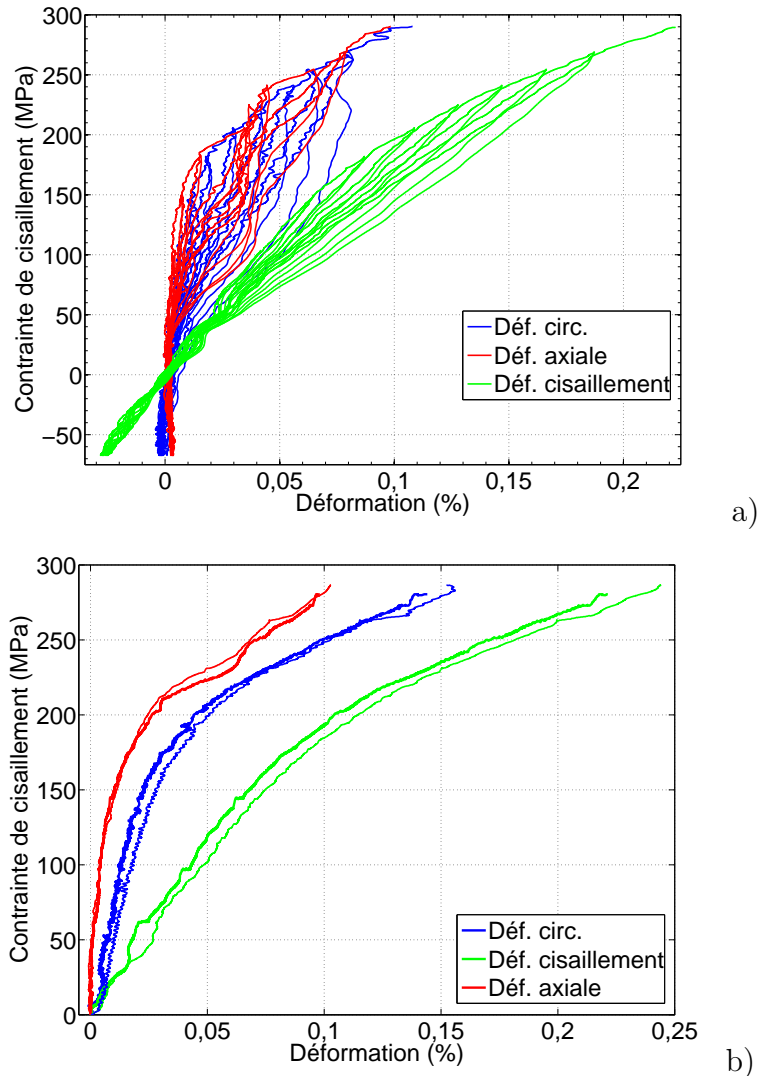 300
250
200
150
100
50
0
−50
Contrainte de cisaillement (MPa)
Déf. circ.
Déf. axiale
Déf. cisaillement
0 0,05 0,1 0,15 0,2
Déformation (%)
a)
300
250
200
150
100
50
0
Contrainte de cisaillement (MPa)
Déf. circ.
Déf. cisaillement
Déf. axiale
0 0,05 0,1 0,15 0,2 0,25
Déformation (%)
b)